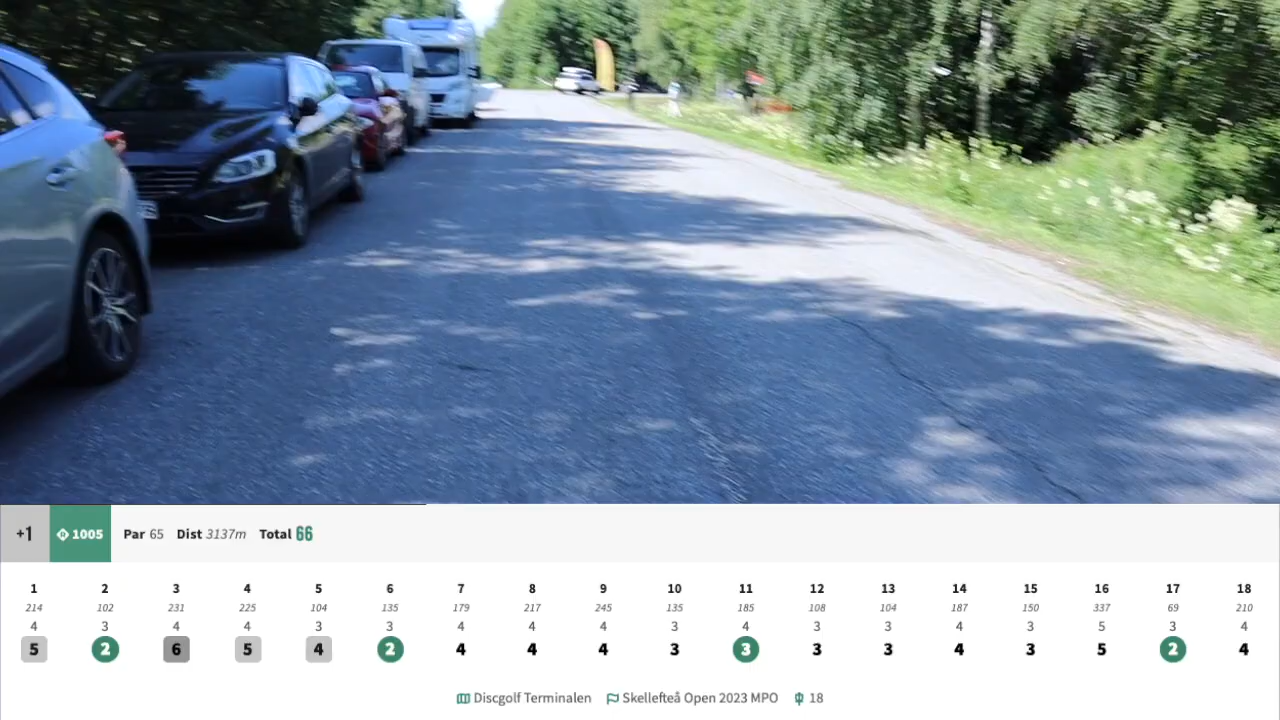 +1 1005 Par 65 Dist 3137m Total 66
1 2 3 4 5 6 7 8 9 10 11 12 13 14 15 16 17 18
214 102 231 225 104 135 179 217 245 135 185 108 104 187 150 337 69 210
4 3 4 4 3 3 4 4 4 3 4 3 3 4 3 5 3 4
5 2 6 5 4 2 4 4 4 3 3 3 3 4 3 5 2 4
Discgolf Terminalen Skellefteå Open 2023 MPO 18